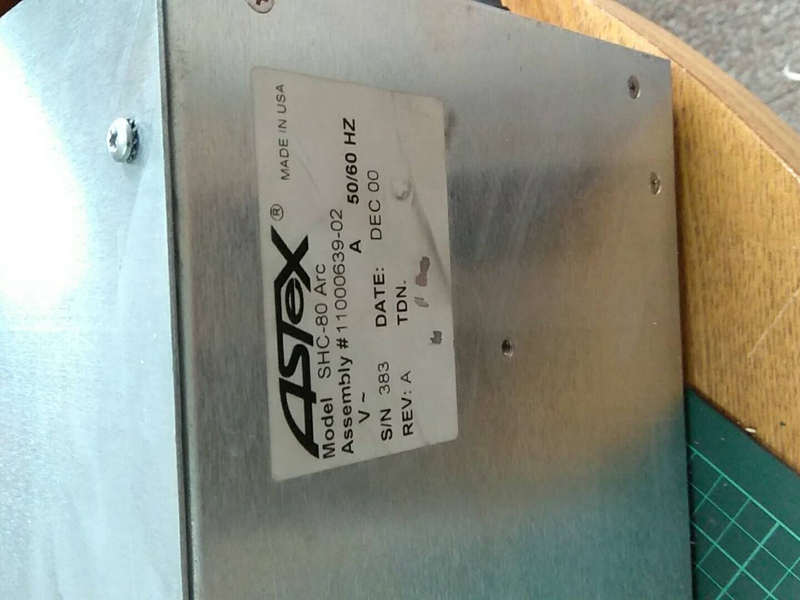 ASTeX ® MADE IN USA
Model SHC-80 Arc
Assembly # 11000639-02
V ~ A 50/60 HZ
S/N 383 DATE: DEC 00
REV: A TDN.